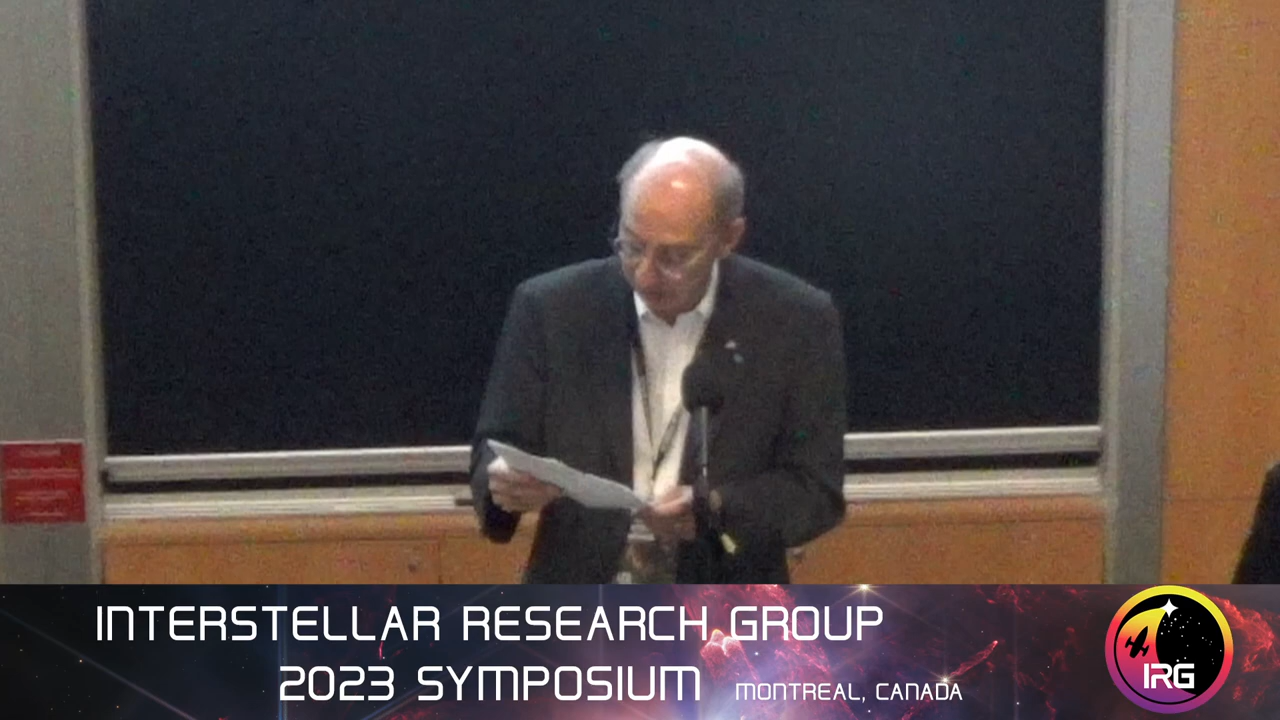 INTERSTELLAR RESEARCH GROUP
2023 SYMPOSIUM MONTREAL, CANADA
IRG